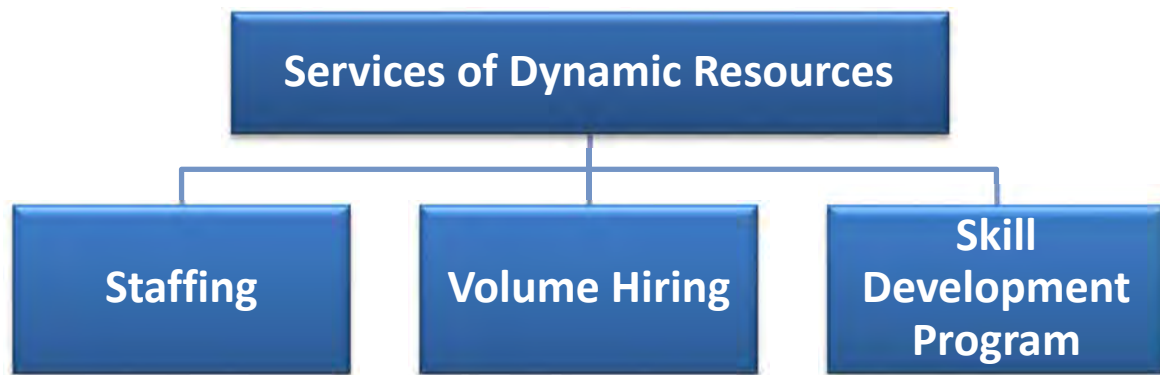 Services of Dynamic Resources
Staffing
Volume Hiring
Skill
Development
Program